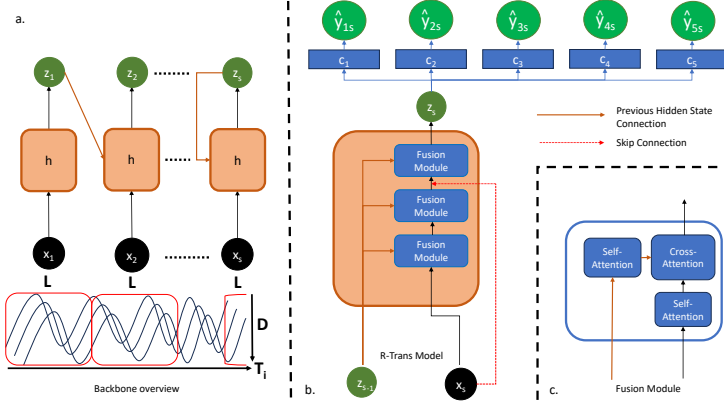 a.
z1
z2
zs
h
h
h
x1
x2
xs
L
L
L
D
Ti
Backbone overview
ŷ1s
ŷ2s
ŷ3s
ŷ4s
ŷ5s
c1
c2
c3
c4
c5
zs
Fusion
Module
Fusion
Module
Fusion
Module
R-Trans Model
zs-1
xs
b.
Previous Hidden State
Connection
Skip Connection
Self-
Attention
Cross-
Attention
Self-
Attention
c.
Fusion Module